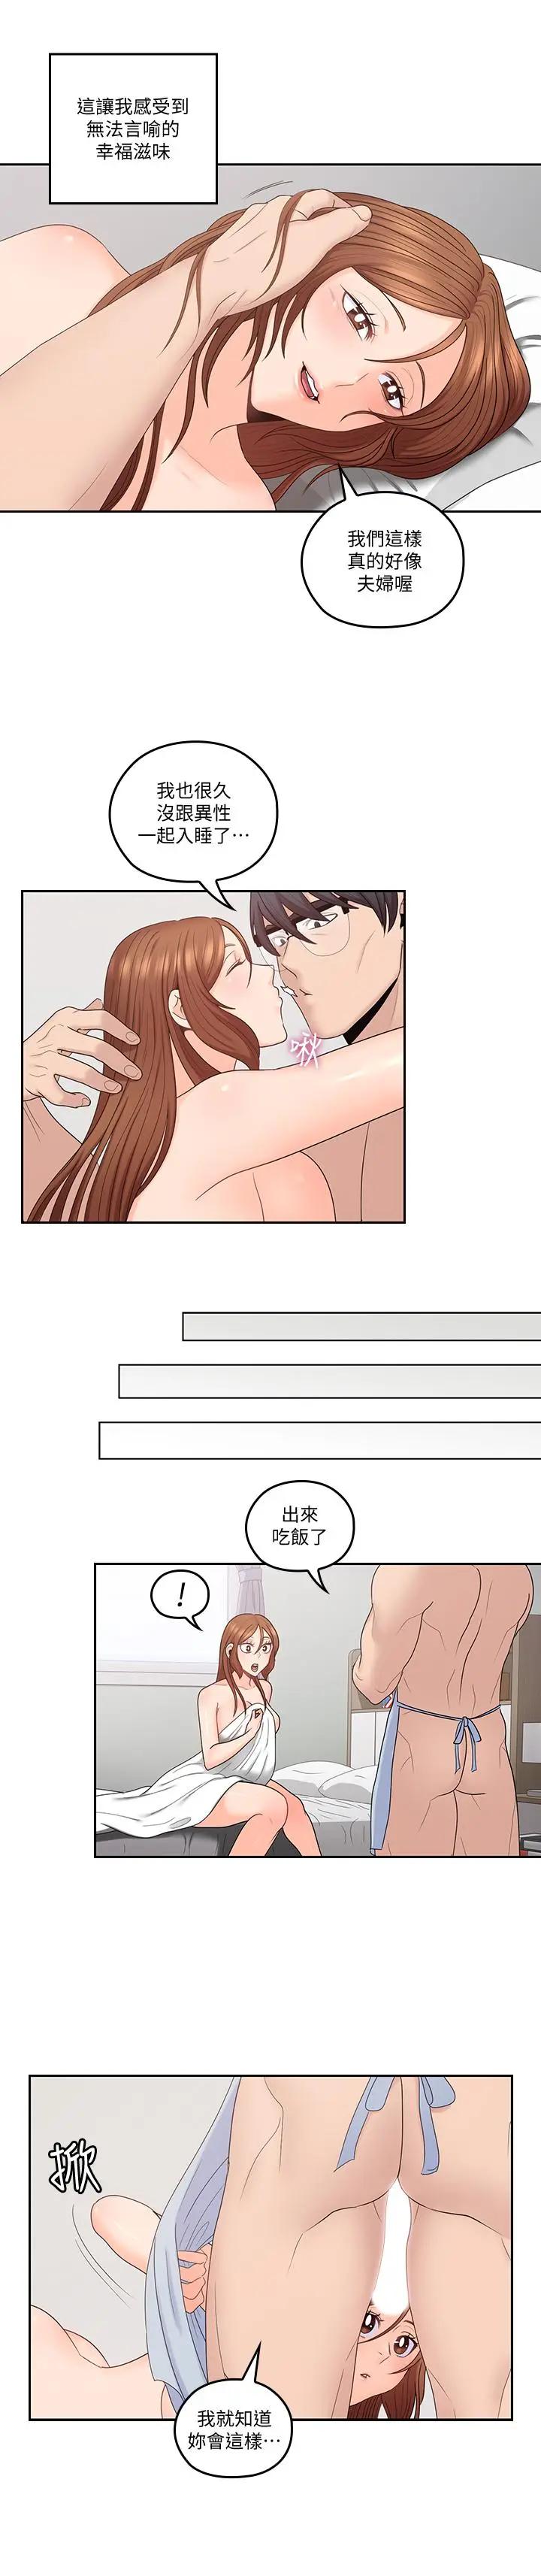 這讓我感受到
無法言喻的
幸福滋味
我們這樣
真的好像
夫婦喔
我也很久
沒跟異性
一起入睡了…
啾
出來
吃飯了
！
掀
我就知道
妳會這樣…